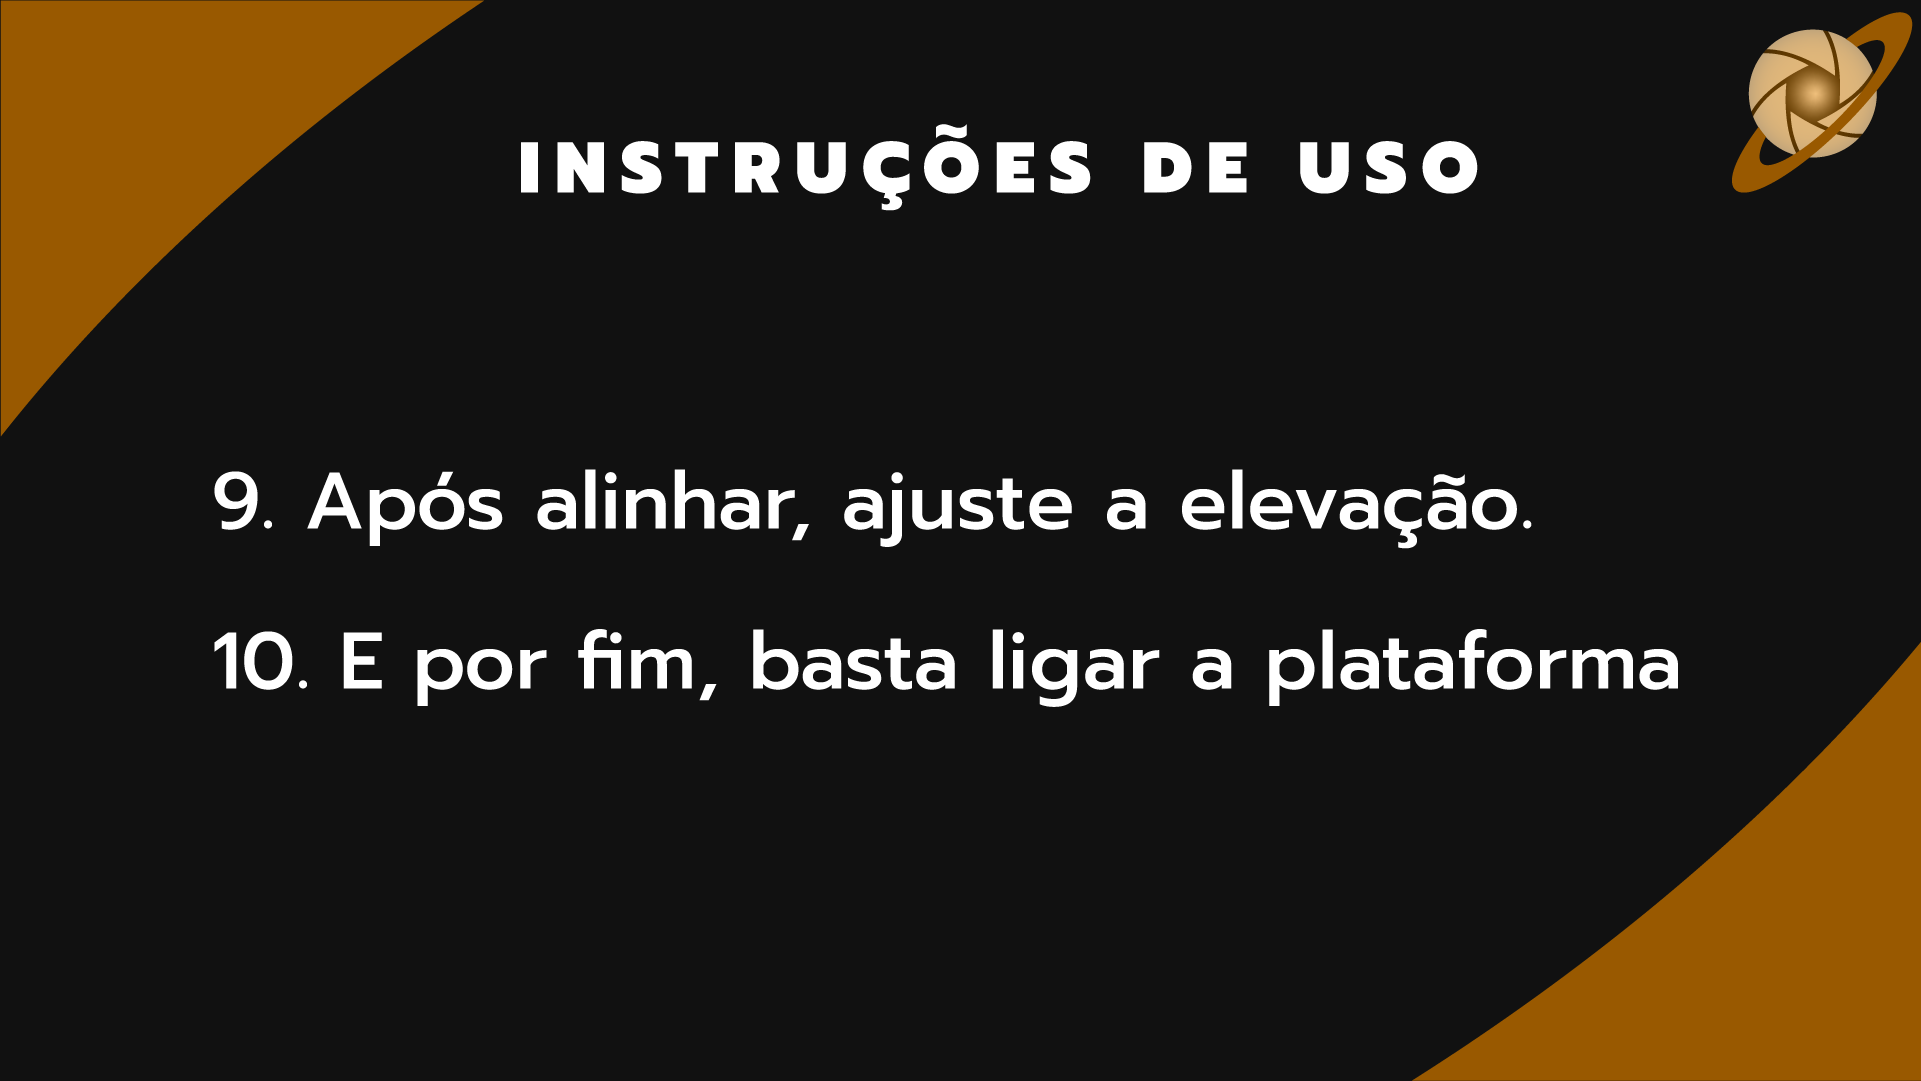 INSTRUÇÕES DE USO
9. Após alinhar, ajuste a elevação.
10. E por fim, basta ligar a plataforma